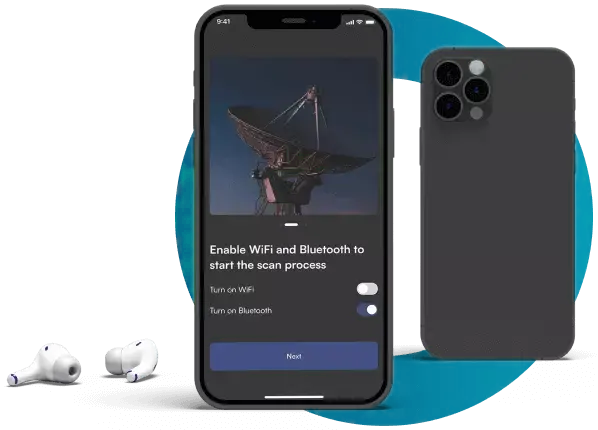 9:41
Enable WiFi and Bluetooth to
start the scan process
Turn on WiFi
Turn on Bluetooth
Next